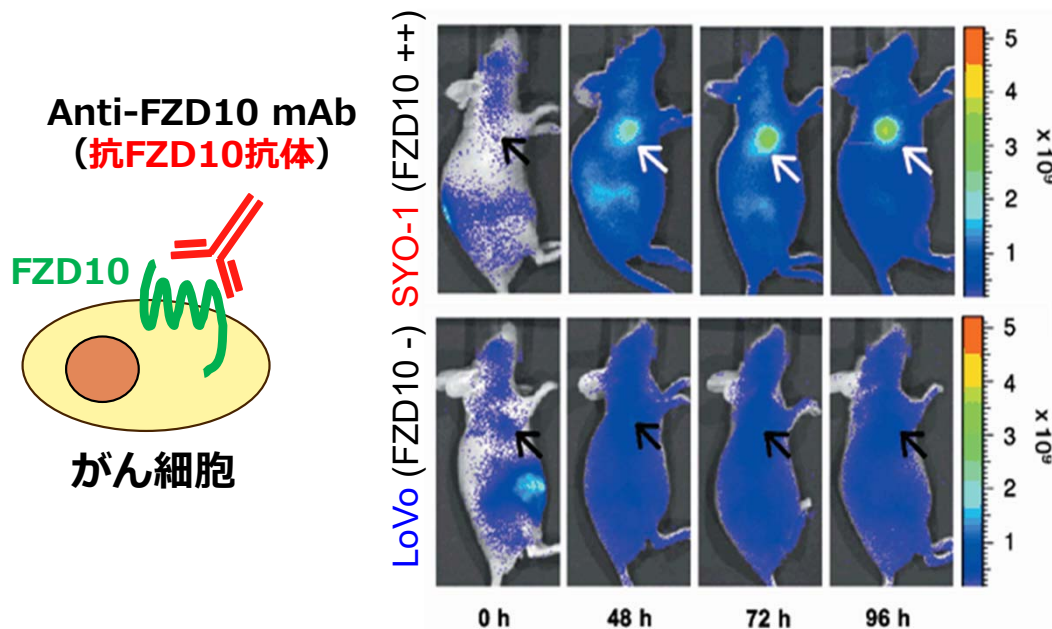 Anti-FZD10 mAb
（抗FZD10抗体）
FZD10
がん細胞
SYO-1 (FZD10 ++)
LoVo (FZD10 -)
5
4
3
2
1
x 10⁹
5
4
3
2
1
x 10⁹
0 h
48 h
72 h
96 h